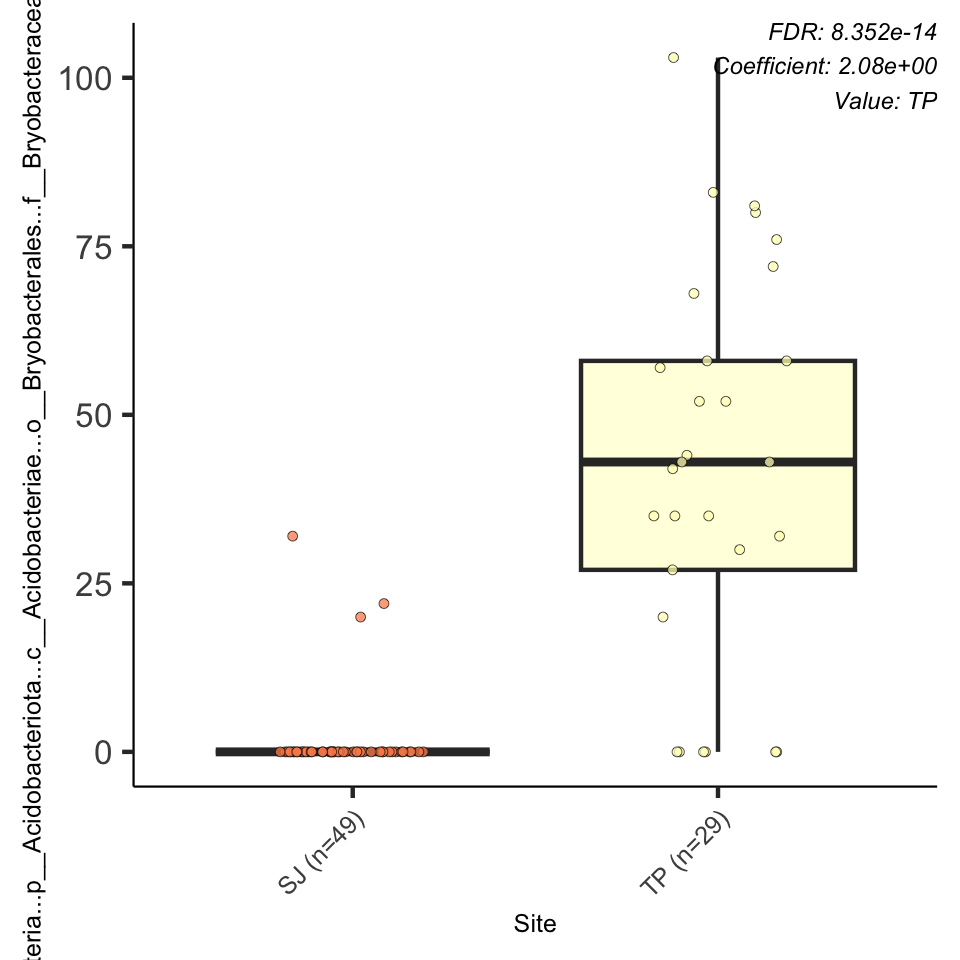 FDR: 8.352e-14
Coefficient: 2.08e+00
Value: TP
teria...p__Acidobacteriota...c__Acidobacteriae...o__Bryobacterales...f__Bryobacteracea
100
75
50
25
0
SJ (n=49)
TP (n=29)
Site